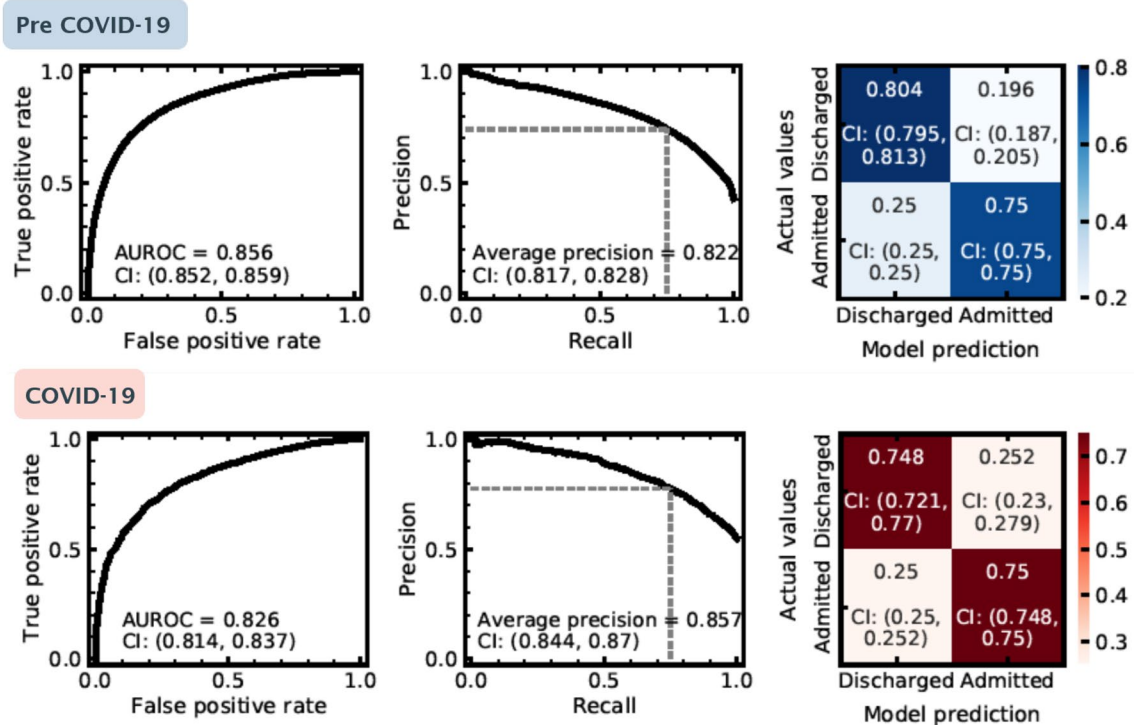 Pre COVID-19
1.0
0.5
0.0
True positive rate
AUROC = 0.856
CI: (0.852, 0.859)
0.0 0.5 1.0
False positive rate
1.0
0.5
0.0
Precision
Average precision = 0.822
CI: (0.817, 0.828)
0.0 0.5 1.0
Recall
Actual values
Admitted Discharged
0.804
CI: (0.795,
0.813)
0.196
CI: (0.187,
0.205)
0.25
CI: (0.25,
0.25)
0.75
CI: (0.75,
0.75)
Discharged Admitted
Model prediction
0.8
0.6
0.4
0.2
COVID-19
1.0
0.5
0.0
True positive rate
AUROC = 0.826
CI: (0.814, 0.837)
0.0 0.5 1.0
False positive rate
1.0
0.5
0.0
Precision
Average precision = 0.857
CI: (0.844, 0.87)
0.0 0.5 1.0
Recall
Actual values
Admitted Discharged
0.748
CI: (0.721,
0.77)
0.252
CI: (0.23,
0.279)
0.25
CI: (0.25,
0.252)
0.75
CI: (0.748,
0.75)
Discharged Admitted
Model prediction
0.7
0.6
0.5
0.4
0.3